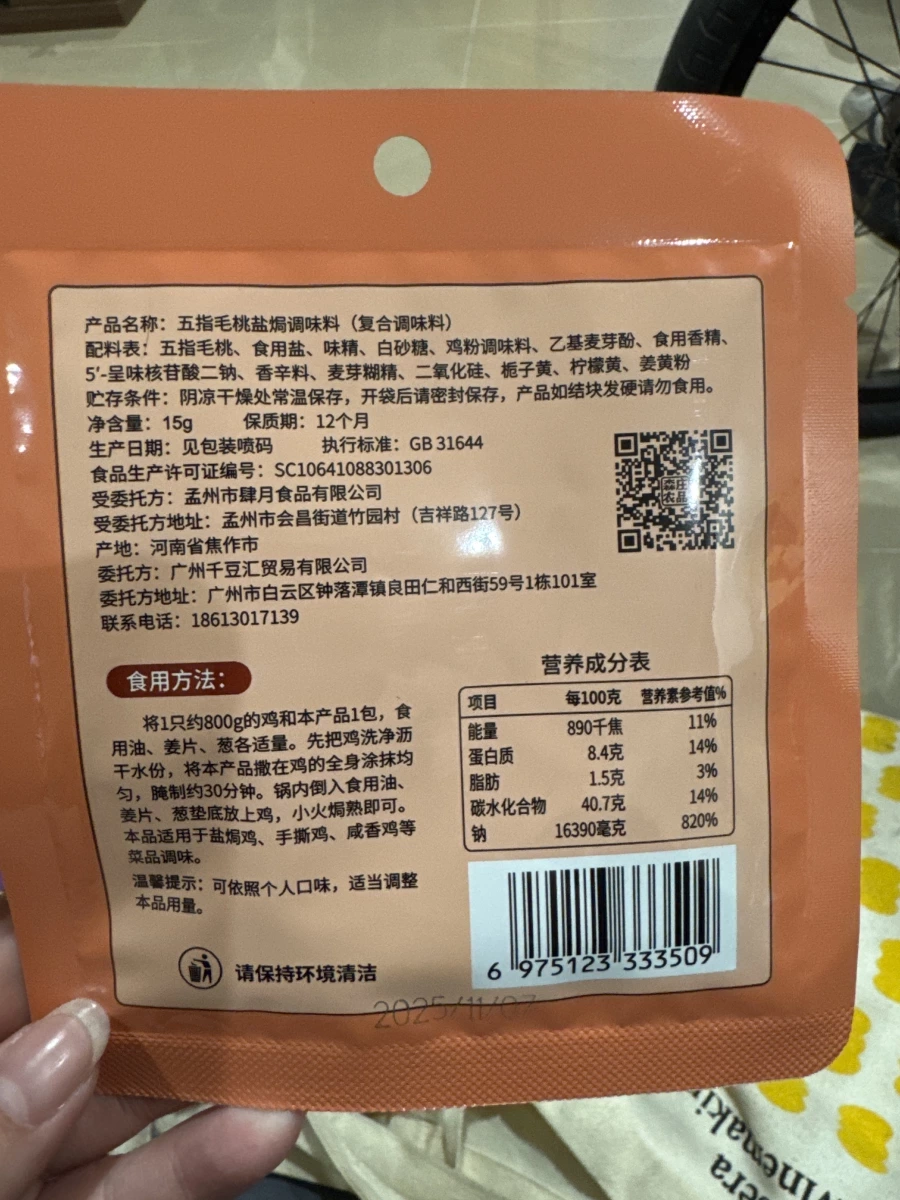 产品名称：五指毛桃盐焗调味料（复合调味料）
配料表：五指毛桃、食用盐、味精、白砂糖、鸡粉调味料、乙基麦芽酚、食用香精、
5′-呈味核苷酸二钠、香辛料、麦芽糊精、二氧化硅、栀子黄、柠檬黄、姜黄粉
贮存条件：阴凉干燥处常温保存，开袋后请密封保存，产品如结块发硬请勿食用。
净含量：15g 保质期：12个月
生产日期：见包装喷码 执行标准：GB 31644
食品生产许可证编号：SC10641088301306
受委托方：孟州市肆月食品有限公司
受委托方地址：孟州市会昌街道竹园村（吉祥路127号）
产地：河南省焦作市
委托方：广州千豆汇贸易有限公司
委托方地址：广州市白云区钟落潭镇良田仁和西街59号1栋101室
联系电话：18613017139
森庄
农品
食用方法：
将1只约800g的鸡和本产品1包，食
用油、姜片、葱各适量。先把鸡洗净沥
干水份，将本产品撒在鸡的全身涂抹均
匀，腌制约30分钟。锅内倒入食用油、
姜片、葱垫底放上鸡，小火焗熟即可。
本品适用于盐焗鸡、手撕鸡、咸香鸡等
菜品调味。
温馨提示：可依照个人口味，适当调整
本品用量。
请保持环境清洁
营养成分表
项目 每100克 营养素参考值%
能量 890千焦 11%
蛋白质 8.4克 14%
脂肪 1.5克 3%
碳水化合物 40.7克 14%
钠 16390毫克 820%
6 975123 333509
2025/11/07